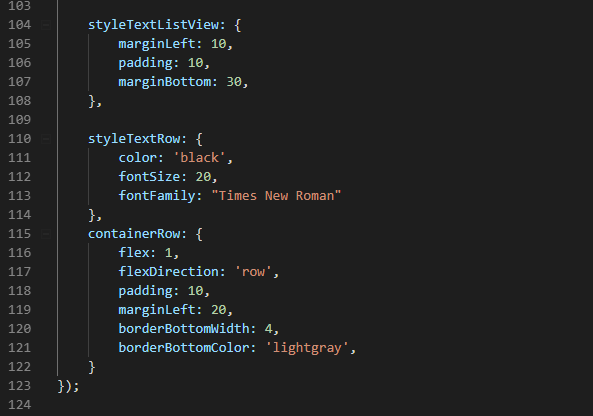 103
104 styleTextListView: {
105 marginLeft: 10,
106 padding: 10,
107 marginBottom: 30,
108 },
109
110 styleTextRow: {
111 color: 'black',
112 fontSize: 20,
113 fontFamily: "Times New Roman"
114 },
115 containerRow: {
116 flex: 1,
117 flexDirection: 'row',
118 padding: 10,
119 marginLeft: 20,
120 borderBottomWidth: 4,
121 borderBottomColor: 'lightgray',
122 }
123 });
124